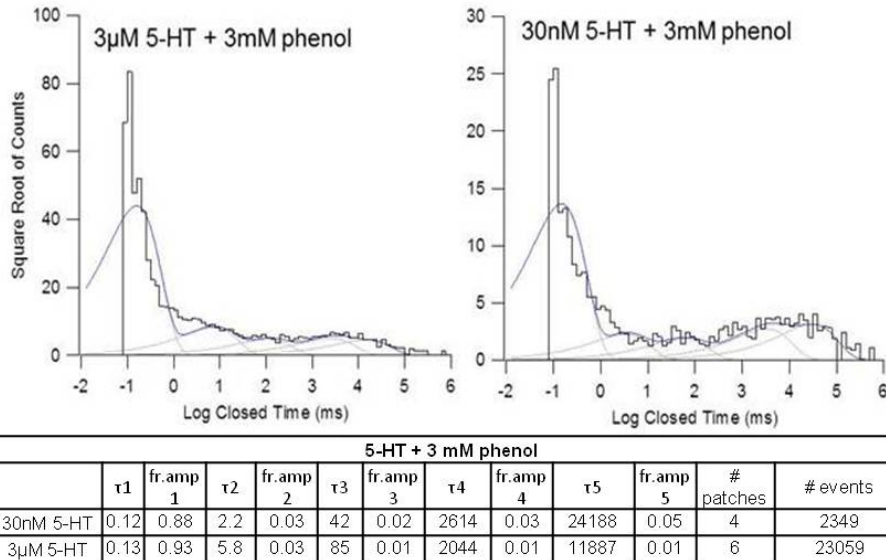 3µM 5-HT + 3mM phenol
Square Root of Counts
100
80
60
40
20
0
-2 -1 0 1 2 3 4 5 6
Log Closed Time (ms)
30nM 5-HT + 3mM phenol
30
25
20
15
10
5
0
-2 -1 0 1 2 3 4 5 6
Log Closed Time (ms)
5-HT + 3 mM phenol
τ1 fr.amp 1 τ2 fr.amp 2 τ3 fr.amp 3 τ4 fr.amp 4 τ5 fr.amp 5 # patches # events
30nM 5-HT 0.12 0.88 2.2 0.03 42 0.02 2614 0.03 24188 0.05 4 2349
3µM 5-HT 0.13 0.93 5.8 0.03 85 0.01 2044 0.01 11887 0.01 6 23059